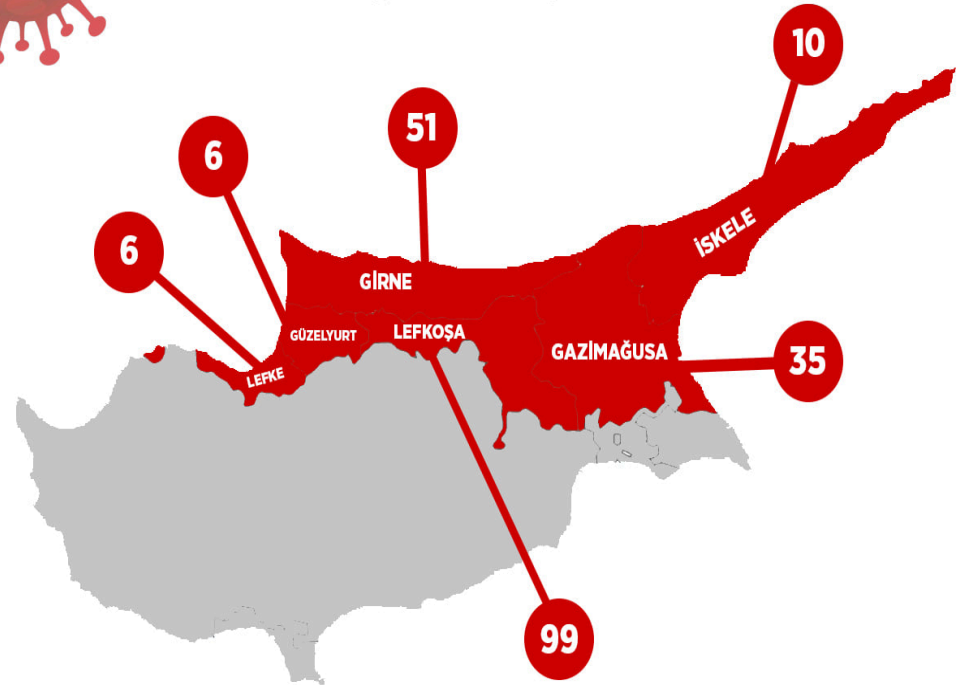 10
51
6
6
İSKELE
GİRNE
GÜZELYURT
LEFKOŞA
GAZİMAĞUSA
35
LEFKE
99